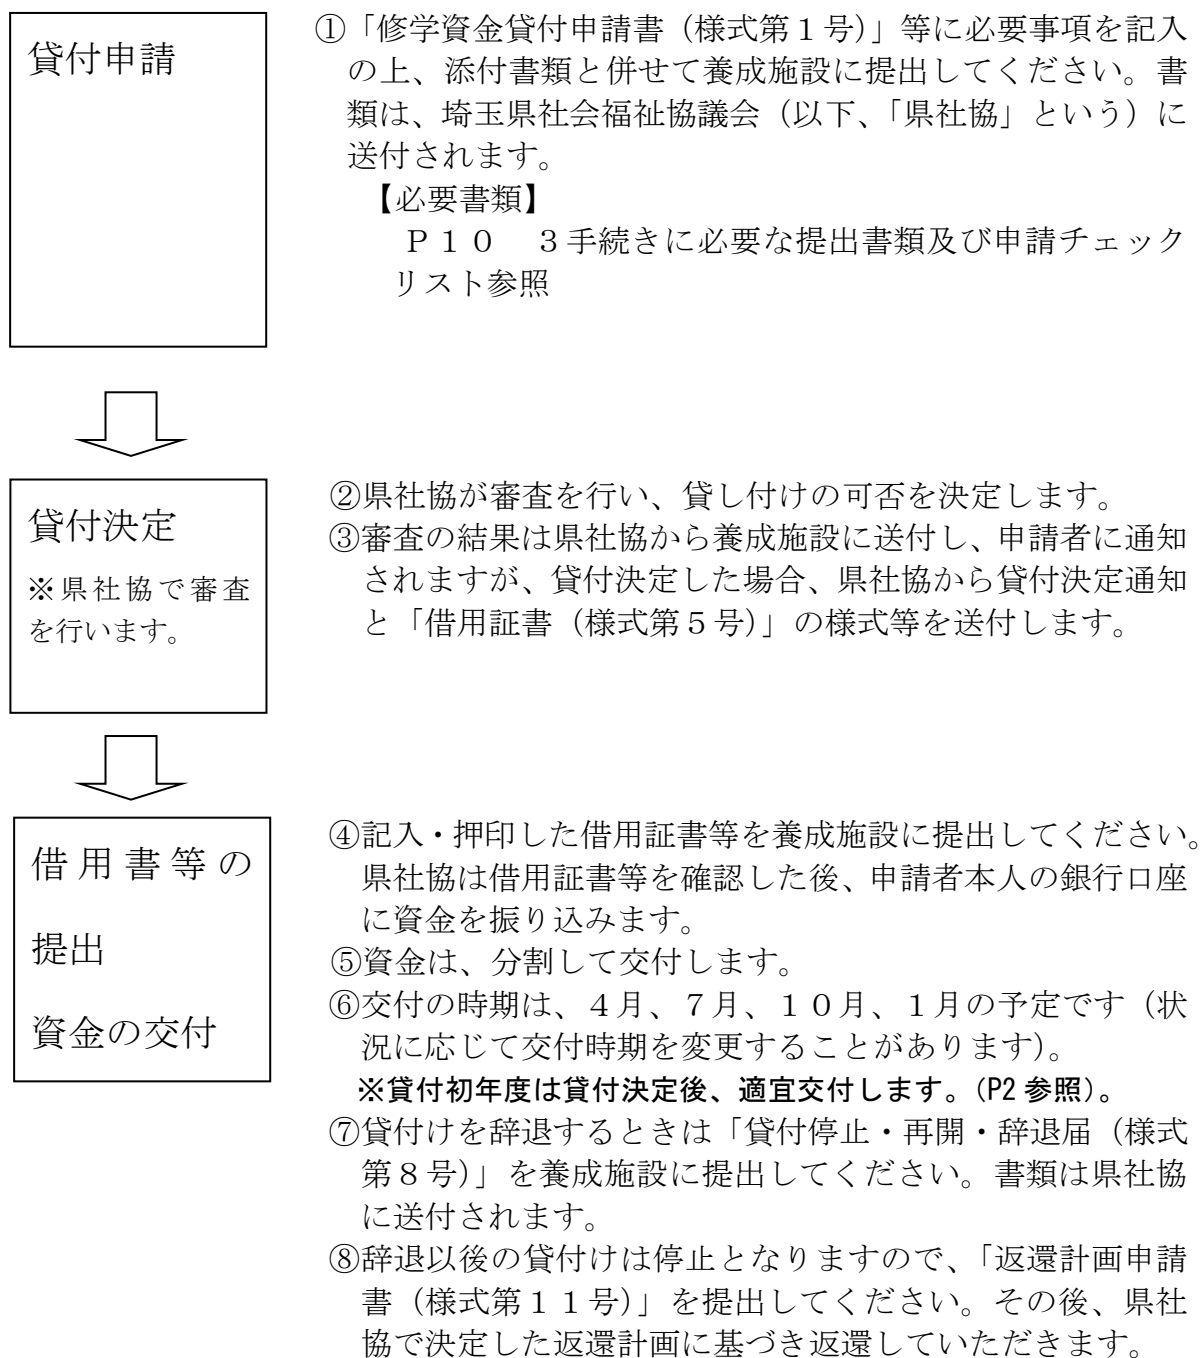 貸付申請
①「修学資金貸付申請書（様式第１号）」等に必要事項を記入
の上、添付書類と併せて養成施設に提出してください。書
類は、埼玉県社会福祉協議会（以下、「県社協」という）に
送付されます。
【必要書類】
Ｐ１０　３手続きに必要な提出書類及び申請チェック
リスト参照
貸付決定
※県社協で審査
を行います。
②県社協が審査を行い、貸し付けの可否を決定します。
③審査の結果は県社協から養成施設に送付し、申請者に通知
されますが、貸付決定した場合、県社協から貸付決定通知
と「借用証書（様式第５号）」の様式等を送付します。
借用書等の
提出
資金の交付
④記入・押印した借用証書等を養成施設に提出してください。
県社協は借用証書等を確認した後、申請者本人の銀行口座
に資金を振り込みます。
⑤資金は、分割して交付します。
⑥交付の時期は、４月、７月、１０月、１月の予定です（状
況に応じて交付時期を変更することがあります）。
※貸付初年度は貸付決定後、適宜交付します。（P2 参照）。
⑦貸付けを辞退するときは「貸付停止・再開・辞退届（様式
第８号）」を養成施設に提出してください。書類は県社協
に送付されます。
⑧辞退以後の貸付けは停止となりますので、「返還計画申請
書（様式第１１号）」を提出してください。その後、県社
協で決定した返還計画に基づき返還していただきます。